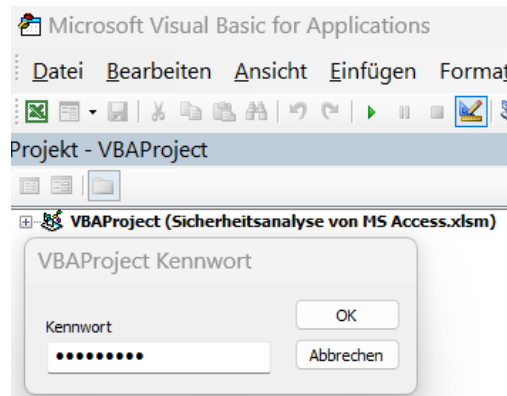 Microsoft Visual Basic for Applications
Datei Bearbeiten Ansicht Einfügen Format
Projekt - VBAProject
VBAProject (Sicherheitsanalyse von MS Access.xlsm)
VBAProject Kennwort
OK
Kennwort
•••••••••
Abbrechen